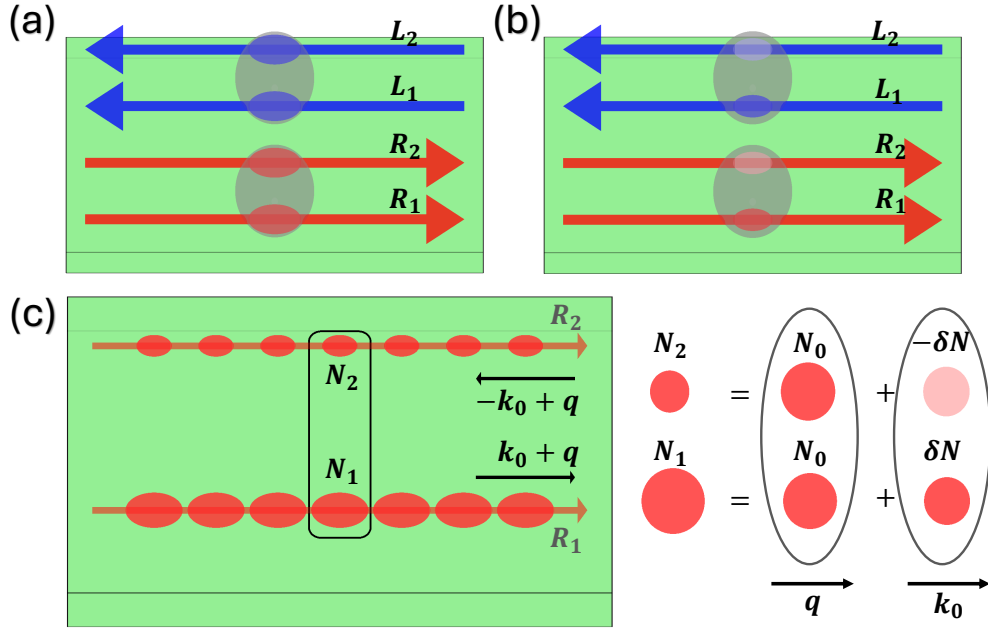 (a)
L₂
L₁
R₂
R₁
(b)
L₂
L₁
R₂
R₁
(c)
R₂
N₂
−k₀ + q
k₀ + q
N₁
R₁
N₂ = N₀ + −δN
N₁ = N₀ + δN
q
k₀